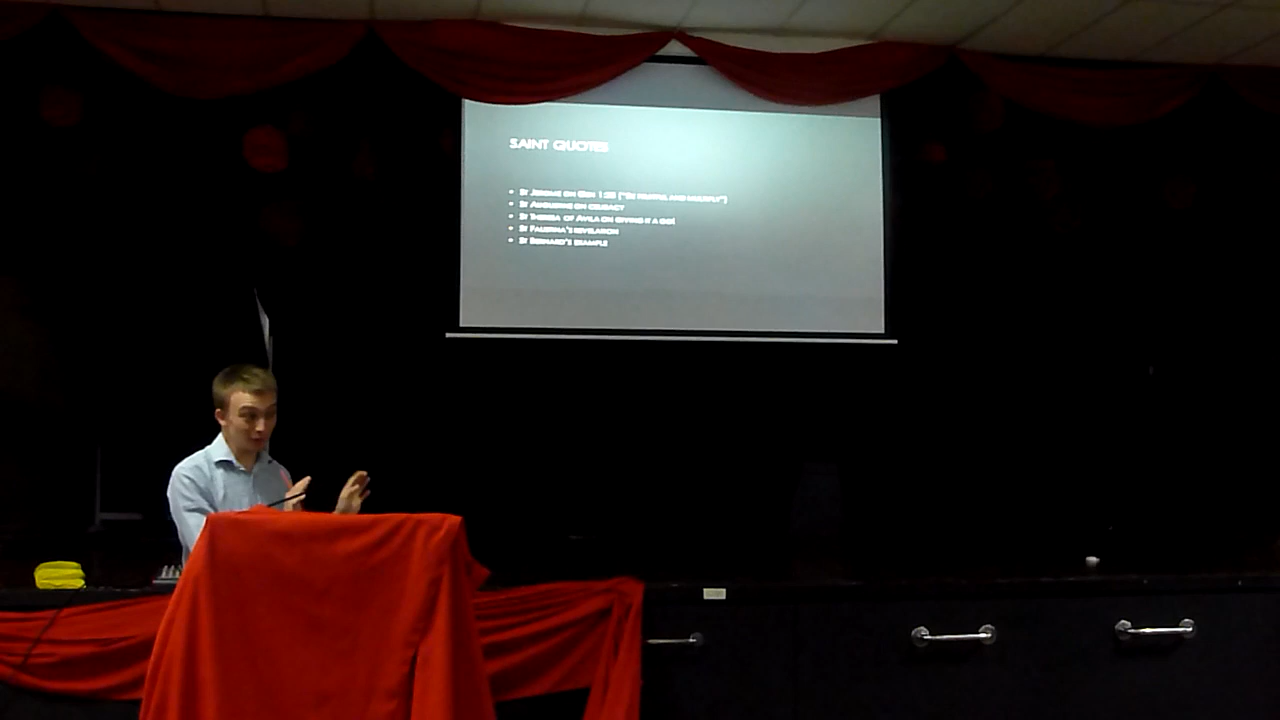 SAINT QUOTES
• ST JEROME ON GEN 1:28 ("BE FRUITFUL AND MULTIPLY")
• ST AUGUSTINE ON CELIBACY
• ST THERESA OF AVILA ON GIVING IT A GO!
• ST FAUSTINA'S REVELATION
• ST BERNARD'S EXAMPLE